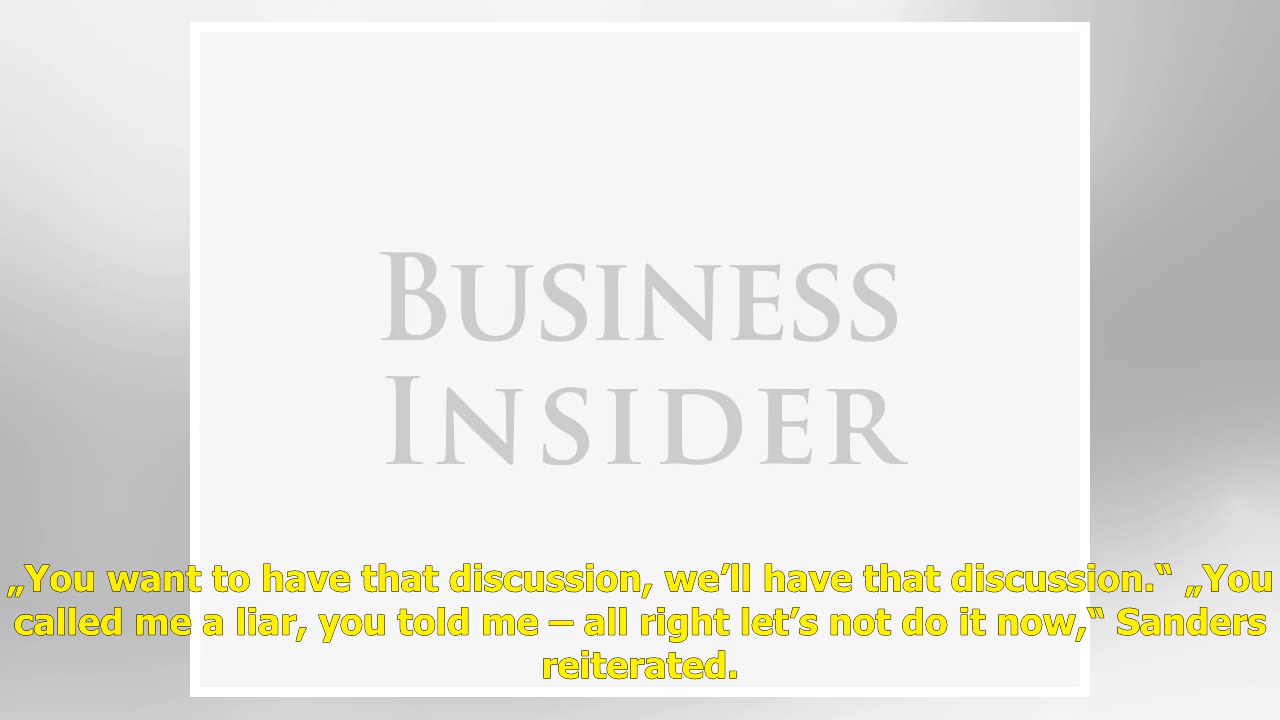 BUSINESS
INSIDER
„You want to have that discussion, we’ll have that discussion.“ „You
called me a liar, you told me – all right let’s not do it now,“ Sanders
reiterated.